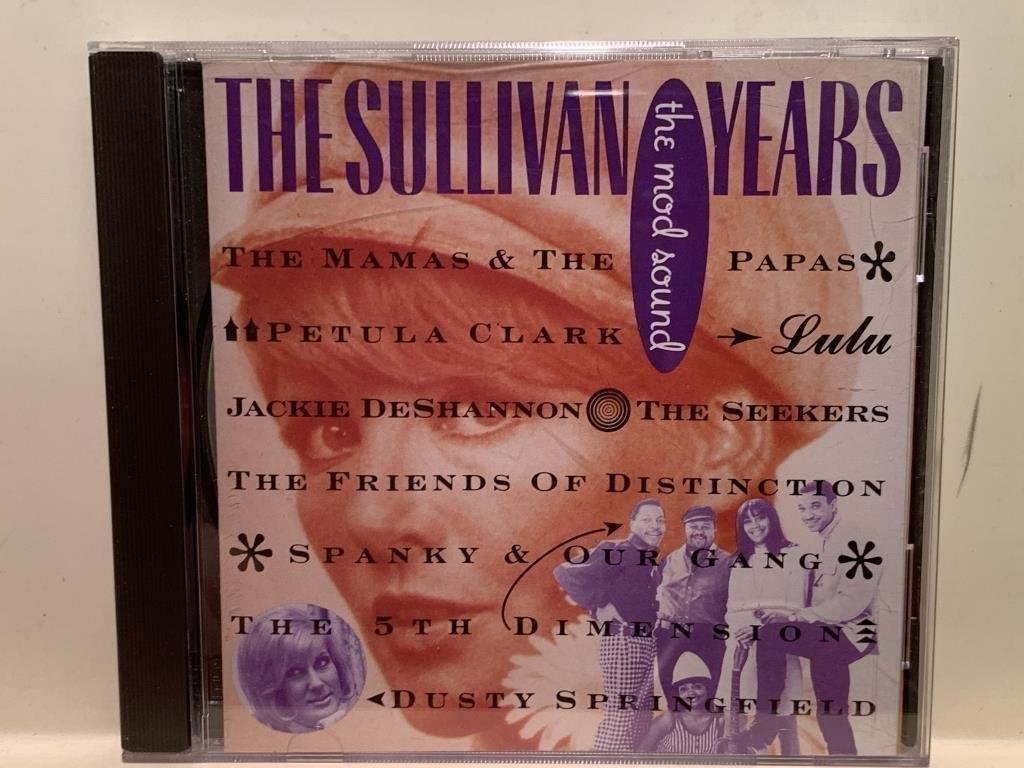 THE SULLIVAN YEARS
the mod sound
THE MAMAS & THE PAPAS
PETULA CLARK Lulu
JACKIE DESHANNON THE SEEKERS
THE FRIENDS OF DISTINCTION
SPANKY & OUR GANG
THE 5TH DIMENSION
DUSTY SPRINGFIELD